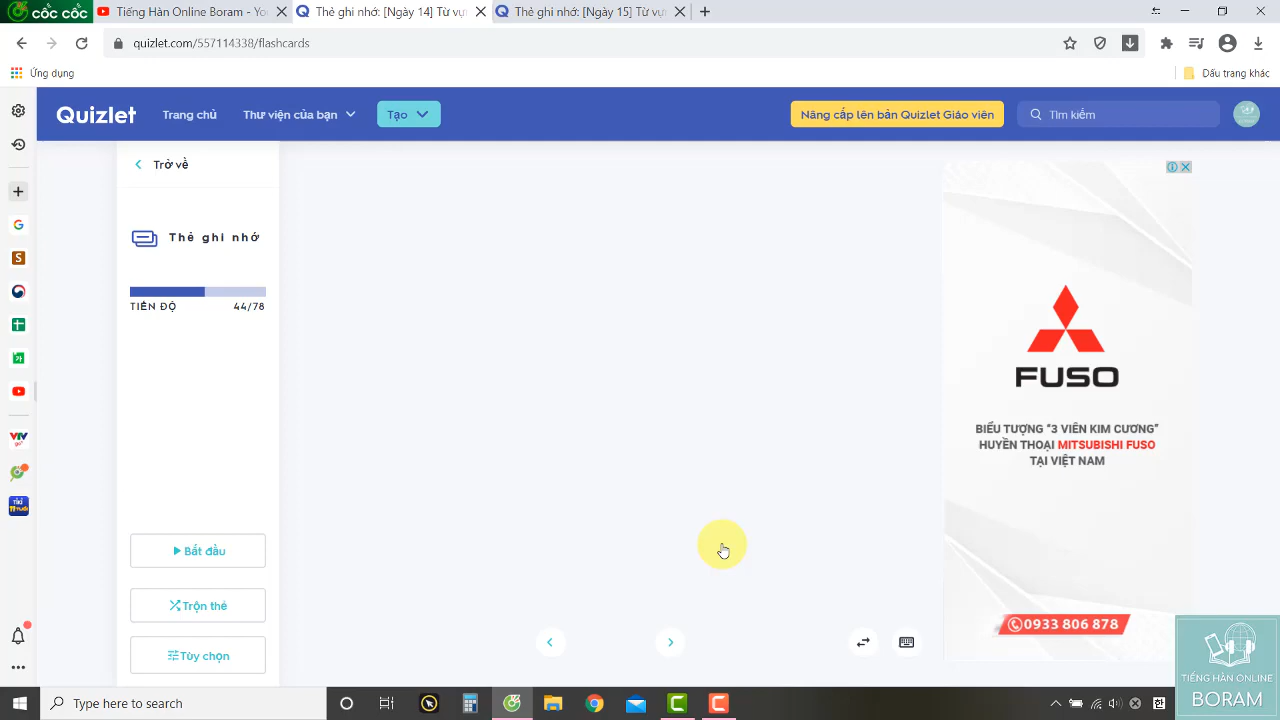 cốc cốc
Tiếng Hàn Online Boram - Yo
Thẻ ghi nhớ: [Ngày 14] Từ vự
Thẻ ghi nhớ: [Ngày 15] Từ vự
quizlet.com/557114338/flashcards
Ứng dụng
Dấu trang khác
Quizlet
Trang chủ
Thư viện của bạn
Tạo
Nâng cấp lên bản Quizlet Giáo viên
Tìm kiếm
Trở về
Thẻ ghi nhớ
TIẾN ĐỘ
44/78
FUSO
BIỂU TƯỢNG “3 VIÊN KIM CƯƠNG”
HUYỀN THOẠI MITSUBISHI FUSO
TẠI VIỆT NAM
Bắt đầu
Trộn thẻ
Tùy chọn
0933 806 878
TIẾNG HÀN ONLINE
BORAM
Type here to search